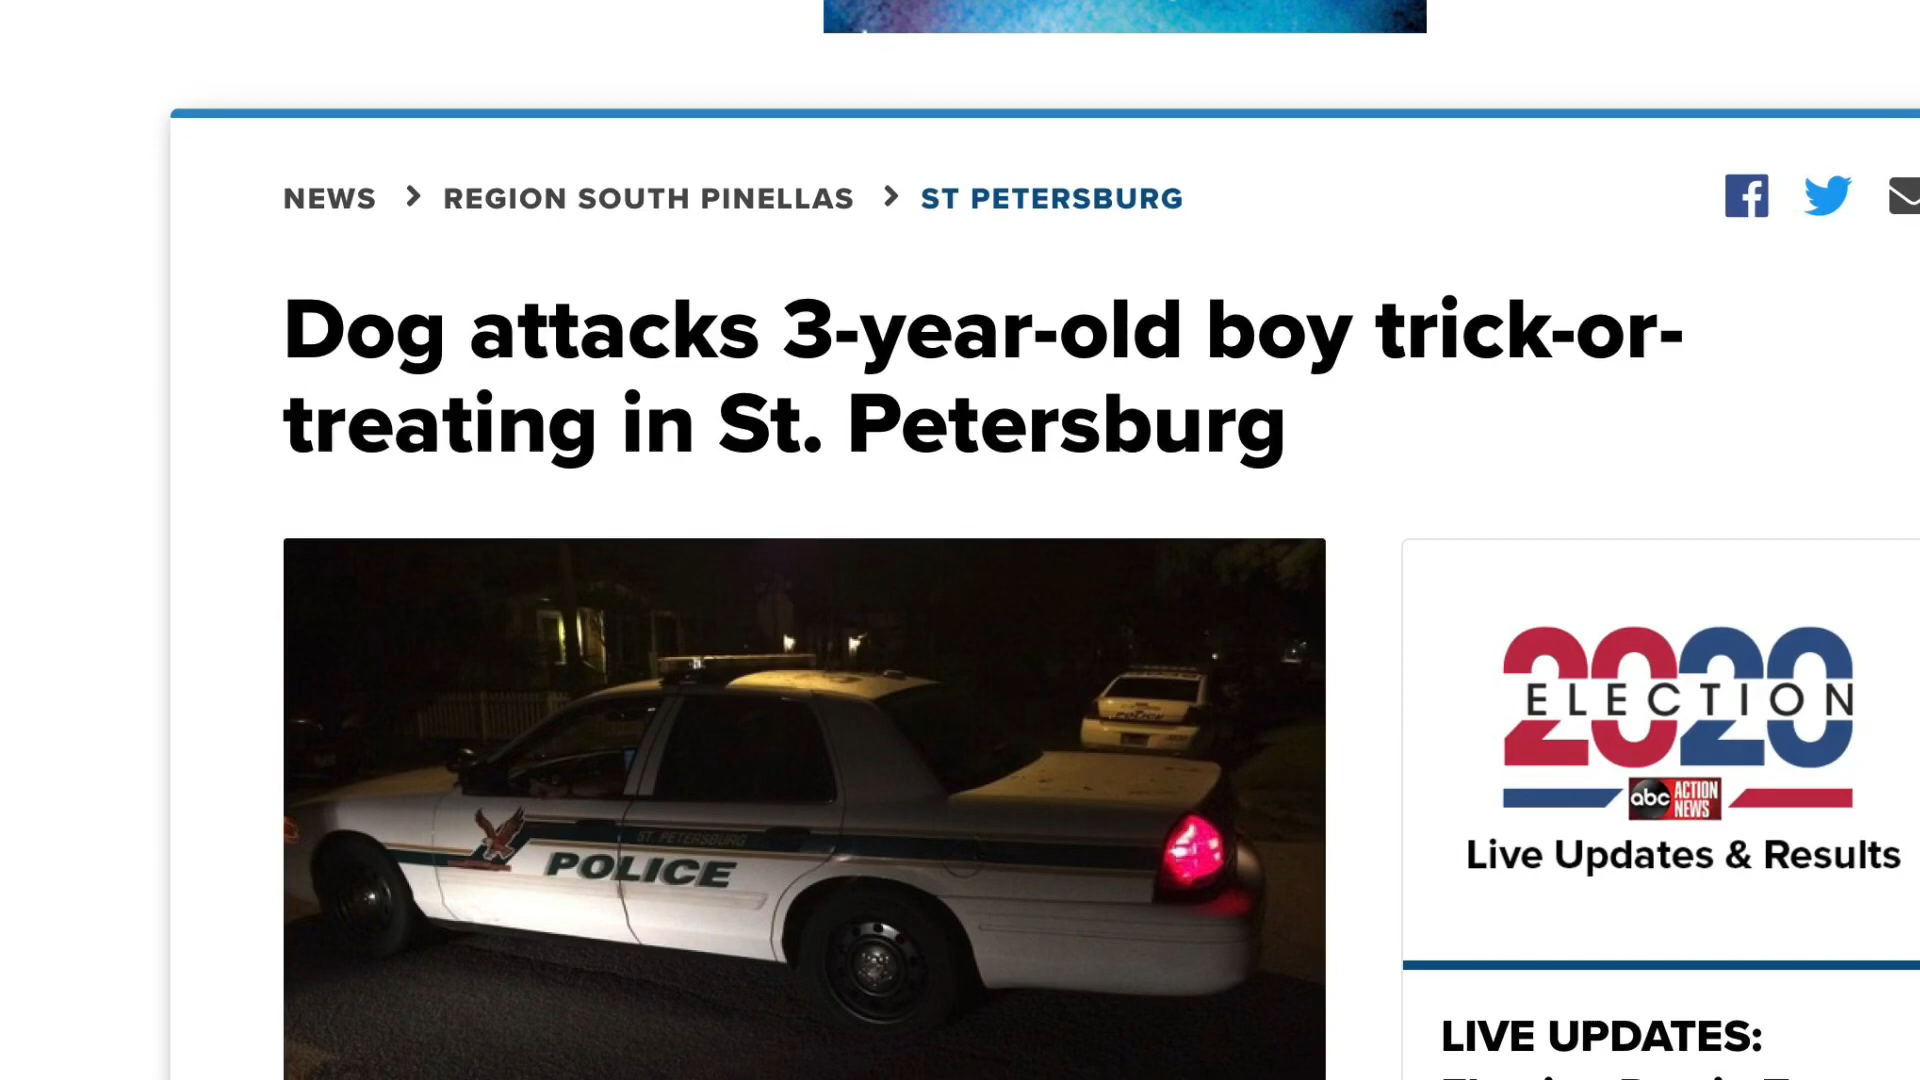 NEWS > REGION SOUTH PINELLAS > ST PETERSBURG
Dog attacks 3-year-old boy trick-or-
treating in St. Petersburg
ST. PETERSBURG
POLICE
POLICE
2020
ELECTION
abc ACTION NEWS
Live Updates & Results
LIVE UPDATES: